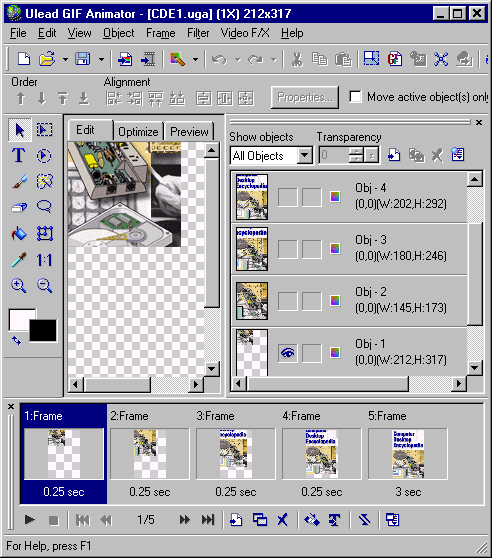 Ulead GIF Animator - [CDE1.uga] (1X) 212x317
File Edit View Object Frame Filter Video F/X Help
Order Alignment
Properties... Move active object(s) only
Edit Optimize Preview
Show objects Transparency
All Objects 0
Obj - 4
(0,0)(W:202,H:292)
Obj - 3
(0,0)(W:180,H:246)
Obj - 2
(0,0)(W:145,H:173)
Obj - 1
(0,0)(W:212,H:317)
T
1:1
1:Frame 2:Frame 3:Frame 4:Frame 5:Frame
Computer
Desktop
Encyclopedia
0.25 sec 0.25 sec 0.25 sec 0.25 sec 3 sec
1/5
For Help, press F1